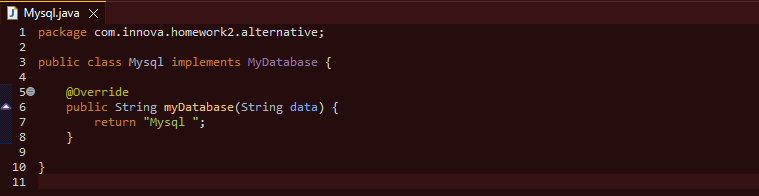 Mysql.java
1 package com.innova.homework2.alternative;
2
3 public class Mysql implements MyDatabase {
4
5     @Override
6     public String myDatabase(String data) {
7         return "Mysql ";
8     }
9
10 }
11